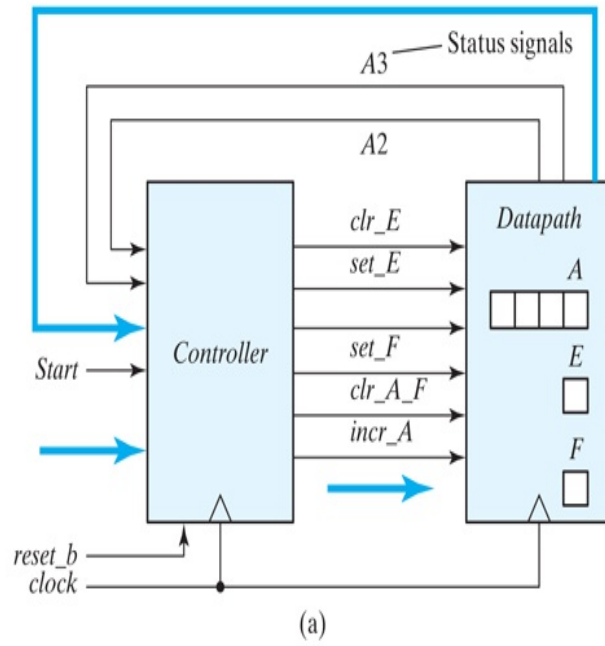 Status signals
A3
A2
clr_E
Datapath
set_E
A
Controller
set_F
E
Start
clr_A_F
incr_A
F
reset_b
clock
(a)